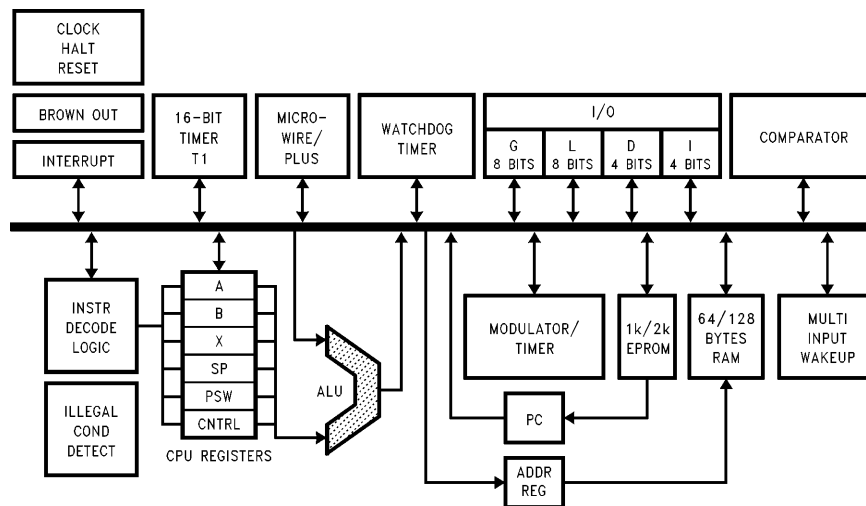 CLOCK
HALT
RESET
BROWN OUT
INTERRUPT
16-BIT
TIMER
T1
MICRO-
WIRE/
PLUS
WATCHDOG
TIMER
I/O
G
8 BITS
L
8 BITS
D
4 BITS
I
4 BITS
COMPARATOR
INSTR
DECODE
LOGIC
ILLEGAL
COND
DETECT
A
B
X
SP
PSW
CNTRL
CPU REGISTERS
ALU
MODULATOR/
TIMER
1k/2k
EPROM
64/128
BYTES
RAM
MULTI
INPUT
WAKEUP
PC
ADDR
REG